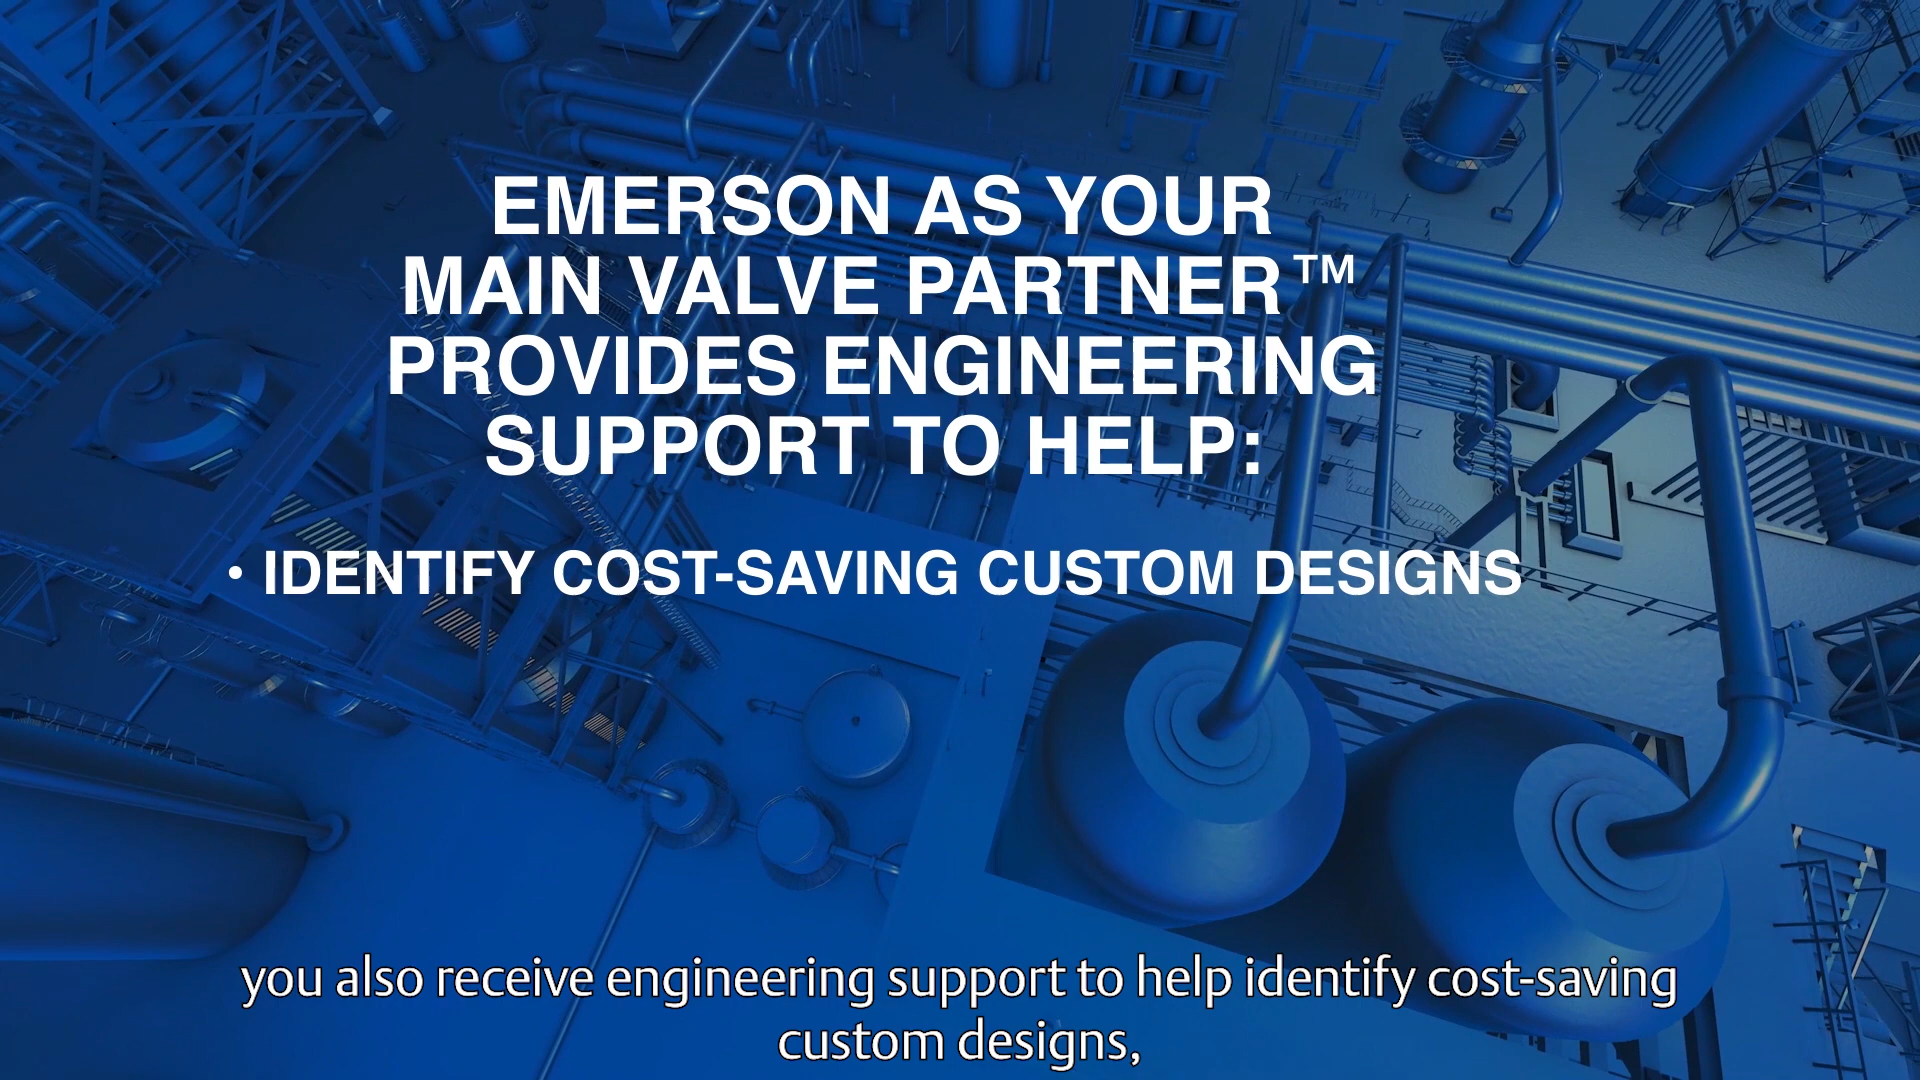 EMERSON AS YOUR
MAIN VALVE PARTNER™
PROVIDES ENGINEERING
SUPPORT TO HELP:
• IDENTIFY COST-SAVING CUSTOM DESIGNS
you also receive engineering support to help identify cost-saving
custom designs,